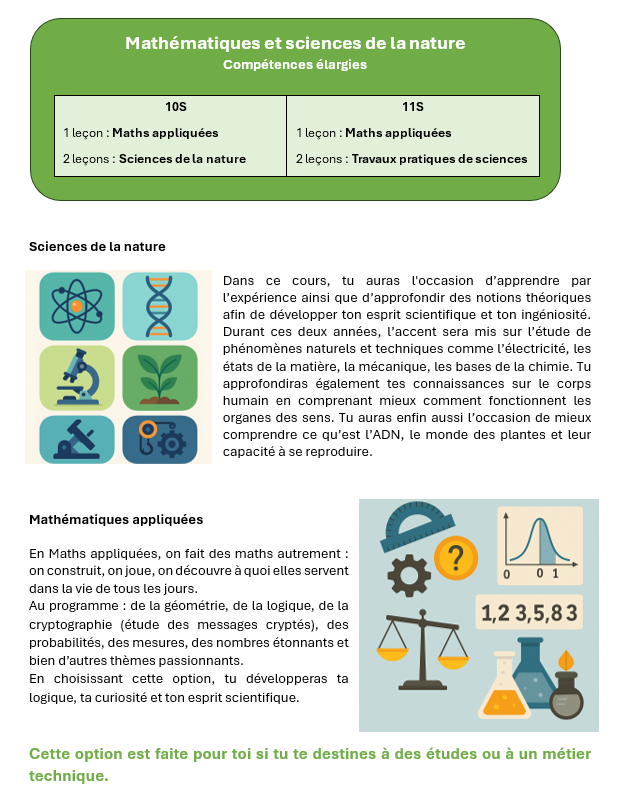 Mathématiques et sciences de la nature
Compétences élargies
10S
1 leçon : Maths appliquées
2 leçons : Sciences de la nature
11S
1 leçon : Maths appliquées
2 leçons : Travaux pratiques de sciences
Sciences de la nature
Dans ce cours, tu auras l'occasion d'apprendre par
l'expérience ainsi que d'approfondir des notions théoriques
afin de développer ton esprit scientifique et ton ingéniosité.
Durant ces deux années, l'accent sera mis sur l'étude de
phénomènes naturels et techniques comme l'électricité, les
états de la matière, la mécanique, les bases de la chimie. Tu
approfondiras également tes connaissances sur le corps
humain en comprenant mieux comment fonctionnent les
organes des sens. Tu auras enfin aussi l'occasion de mieux
comprendre ce qu'est l'ADN, le monde des plantes et leur
capacité à se reproduire.
Mathématiques appliquées
En Maths appliquées, on fait des maths autrement :
on construit, on joue, on découvre à quoi elles servent
dans la vie de tous les jours.
Au programme : de la géométrie, de la logique, de la
cryptographie (étude des messages cryptés), des
probabilités, des mesures, des nombres étonnants et
bien d'autres thèmes passionnants.
En choisissant cette option, tu développeras ta
logique, ta curiosité et ton esprit scientifique.
?
0 0 1
1,2 3,5,8 3
Cette option est faite pour toi si tu te destines à des études ou à un métier
technique.